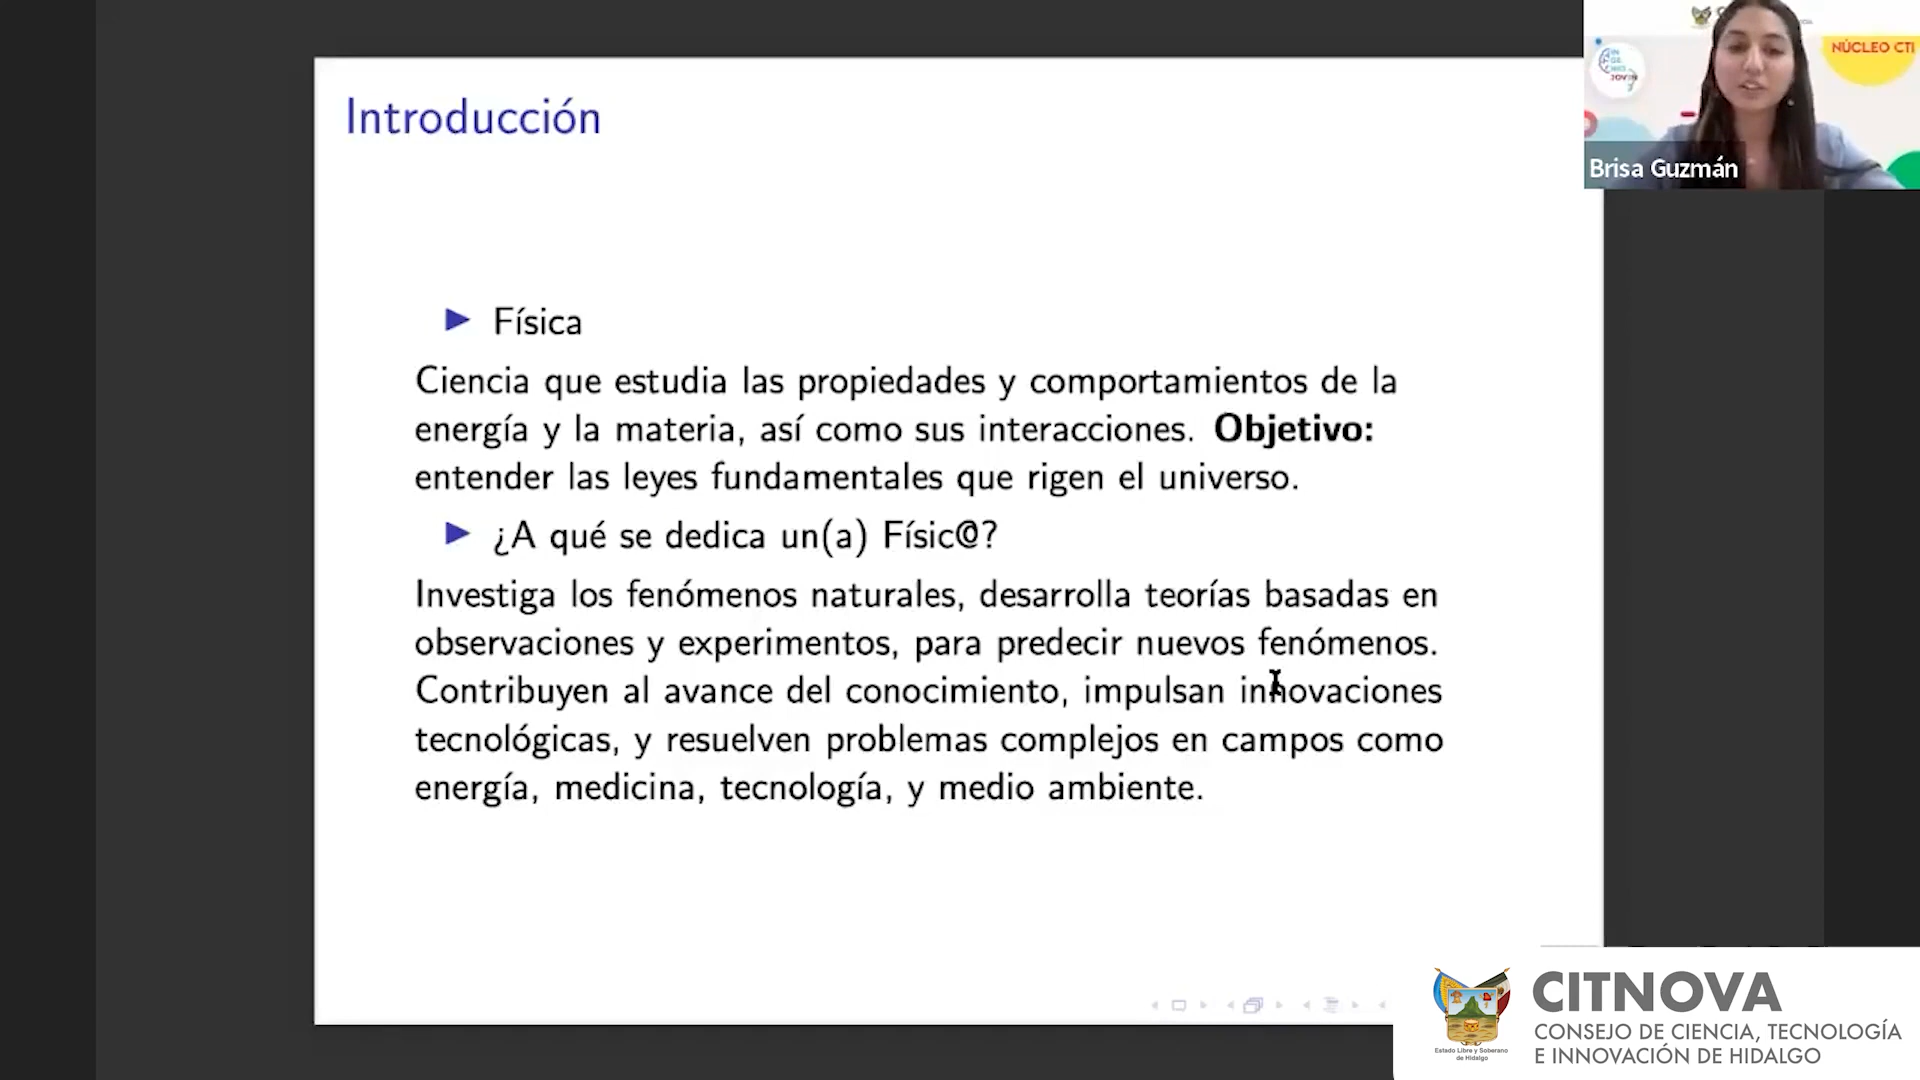 Introducción
Física
Ciencia que estudia las propiedades y comportamientos de la
energía y la materia, así como sus interacciones. Objetivo:
entender las leyes fundamentales que rigen el universo.
¿A qué se dedica un(a) Físic@?
Investiga los fenómenos naturales, desarrolla teorías basadas en
observaciones y experimentos, para predecir nuevos fenómenos.
Contribuyen al avance del conocimiento, impulsan innovaciones
tecnológicas, y resuelven problemas complejos en campos como
energía, medicina, tecnología, y medio ambiente.
NÚCLEO CTI
JOVEN
Brisa Guzmán
Estado Libre y Soberano
de Hidalgo
CITNOVA
CONSEJO DE CIENCIA, TECNOLOGÍA
E INNOVACIÓN DE HIDALGO